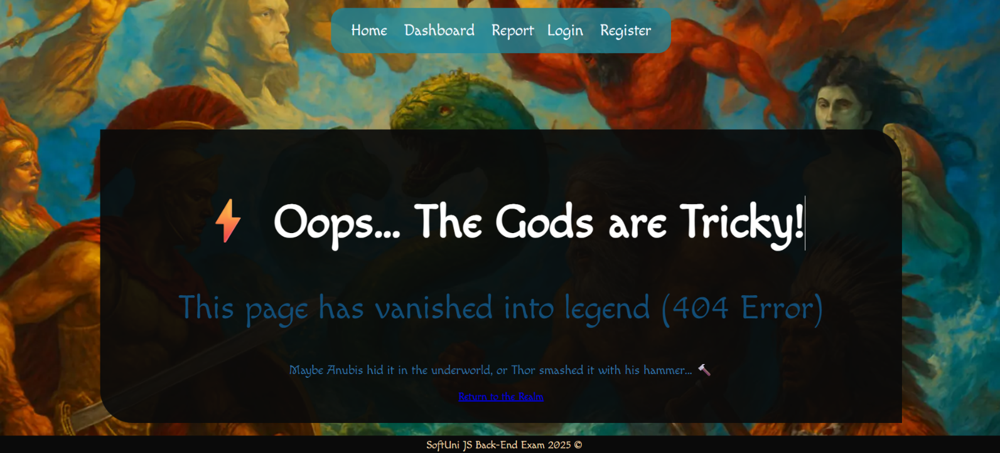 Home Dashboard Report Login Register
⚡ Oops... The Gods are Tricky!
This page has vanished into legend (404 Error)
Maybe Anubis hid it in the underworld, or Thor smashed it with his hammer... 🔨
Return to the Realm
SoftUni JS Back-End Exam 2025 ©